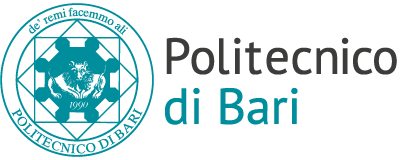 de' remi facemmo ali
1990
POLITECNICO DI BARI
Politecnico
di Bari